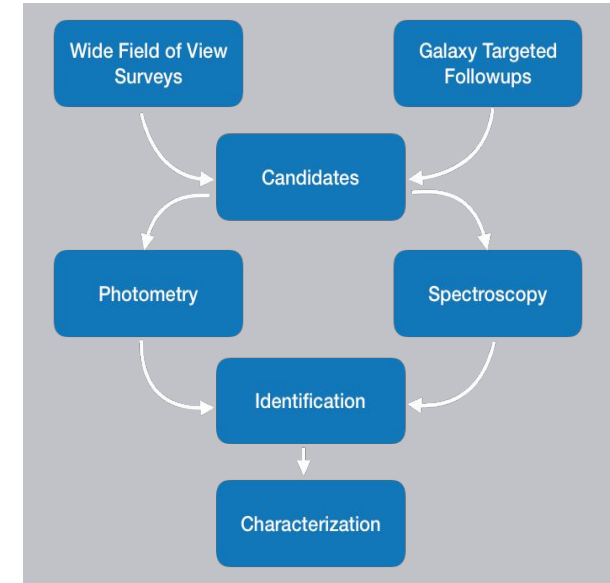 Wide Field of View
Surveys
Galaxy Targeted
Followups
Candidates
Photometry
Spectroscopy
Identification
Characterization